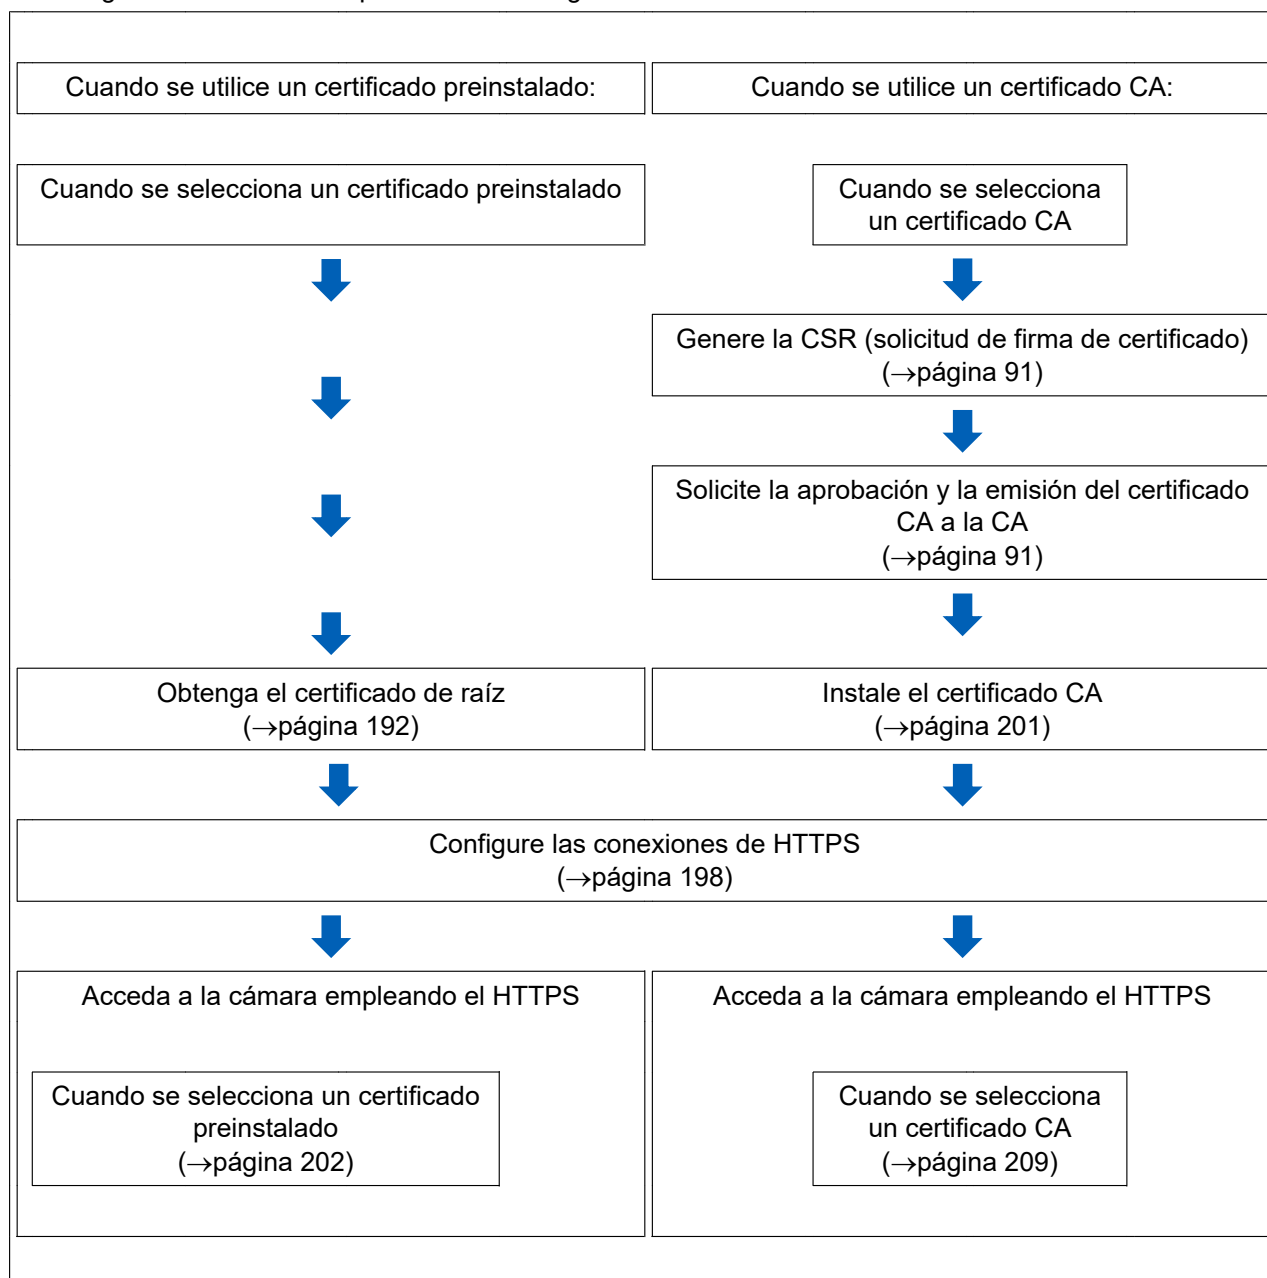 Cuando se utilice un certificado preinstalado:
Cuando se utilice un certificado CA:
Cuando se selecciona un certificado preinstalado
Cuando se selecciona
un certificado CA
Genere la CSR (solicitud de firma de certificado)
(→página 91)
Solicite la aprobación y la emisión del certificado
CA a la CA
(→página 91)
Obtenga el certificado de raíz
(→página 192)
Instale el certificado CA
(→página 201)
Configure las conexiones de HTTPS
(→página 198)
Acceda a la cámara empleando el HTTPS
Cuando se selecciona un certificado
preinstalado
(→página 202)
Acceda a la cámara empleando el HTTPS
Cuando se selecciona
un certificado CA
(→página 209)